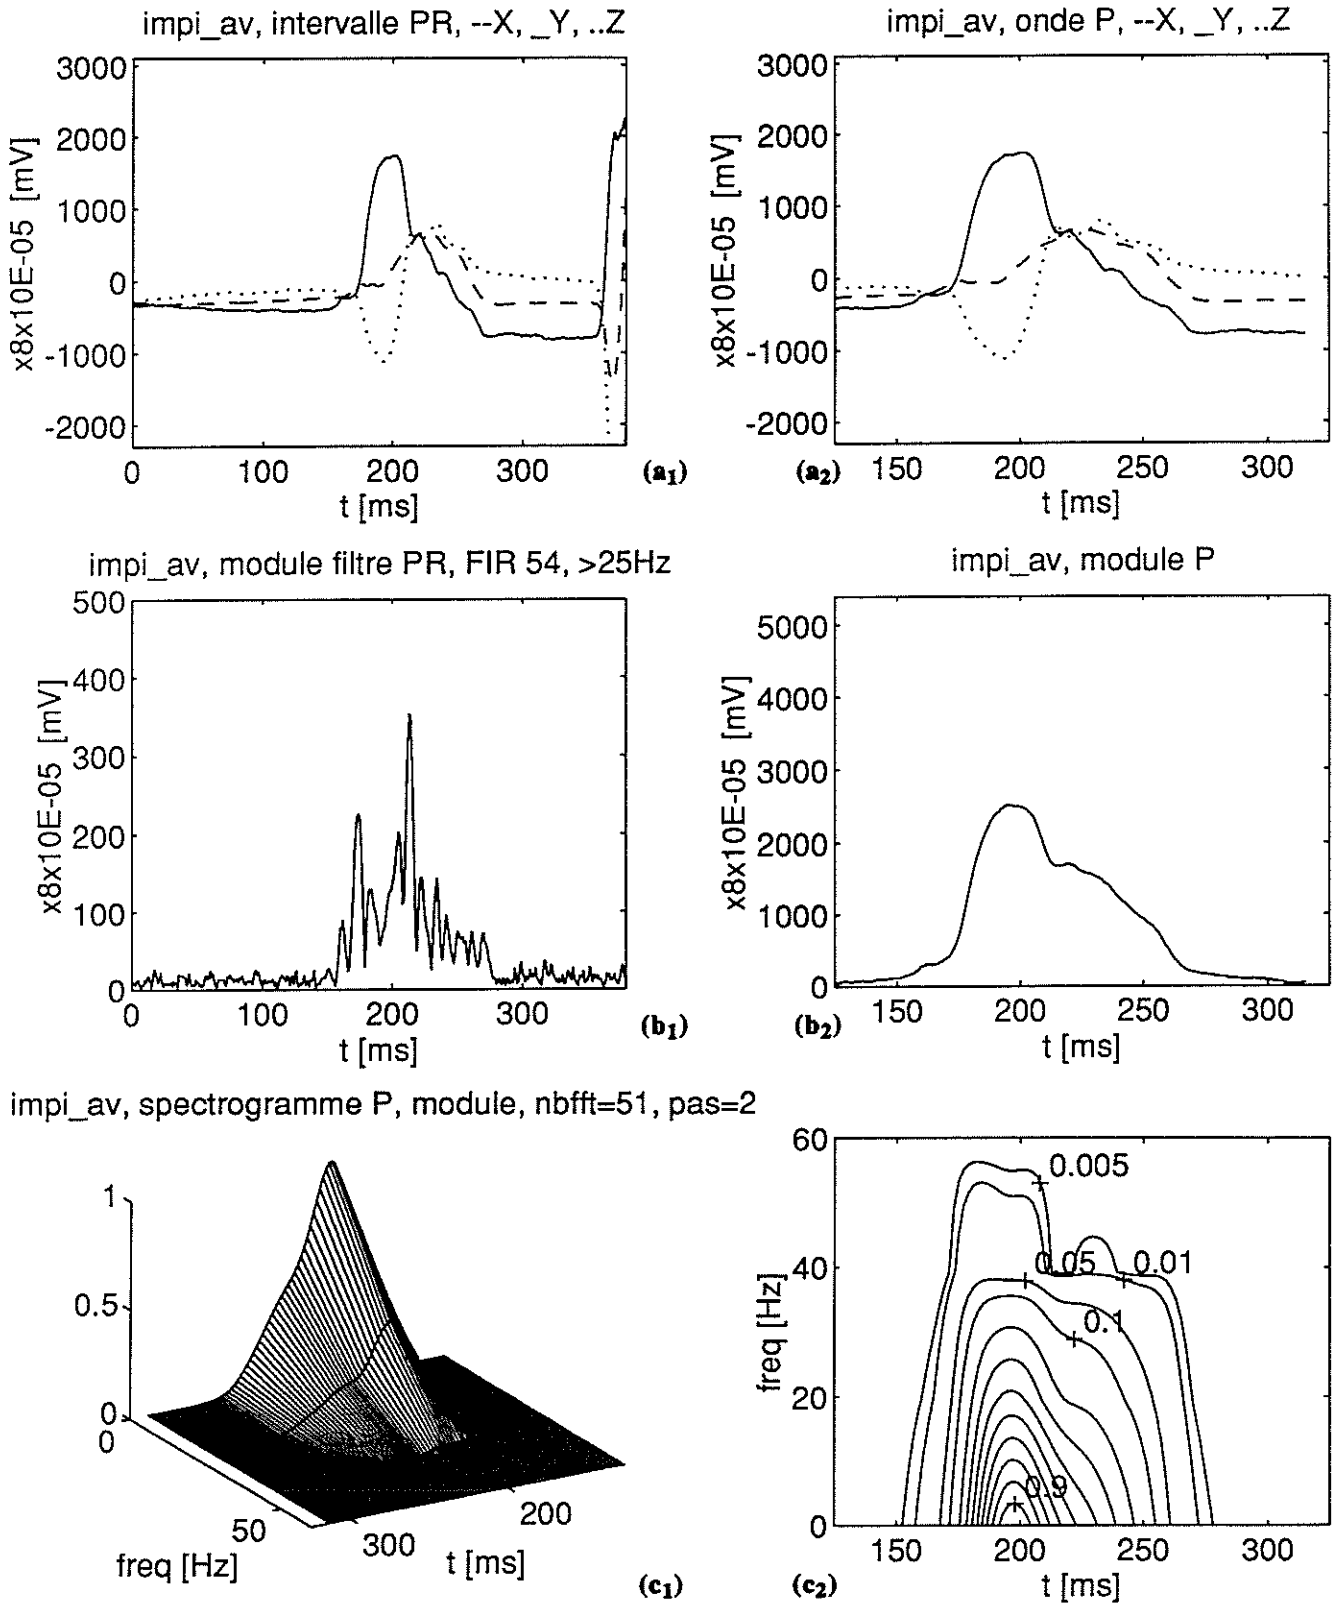 impi_av, intervalle PR, --X, _Y, ..Z
3000
2000
1000
0
-1000
-2000
x8x10E-05 [mV]
0 100 200 300
t [ms]
(a1)
impi_av, onde P, --X, _Y, ..Z
3000
2000
1000
0
-1000
-2000
x8x10E-05 [mV]
150 200 250 300
t [ms]
(a2)
impi_av, module filtre PR, FIR 54, >25Hz
500
400
300
200
100
0
x8x10E-05 [mV]
0 100 200 300
t [ms]
(b1)
impi_av, module P
5000
4000
3000
2000
1000
0
x8x10E-05 [mV]
150 200 250 300
t [ms]
(b2)
impi_av, spectrogramme P, module, nbfft=51, pas=2
1
0.5
0
0
50
freq [Hz]
300
200
t [ms]
(c1)
60
40
20
0
freq [Hz]
0.005
0.05
0.01
0.1
0.9
150 200 250 300
t [ms]
(c2)